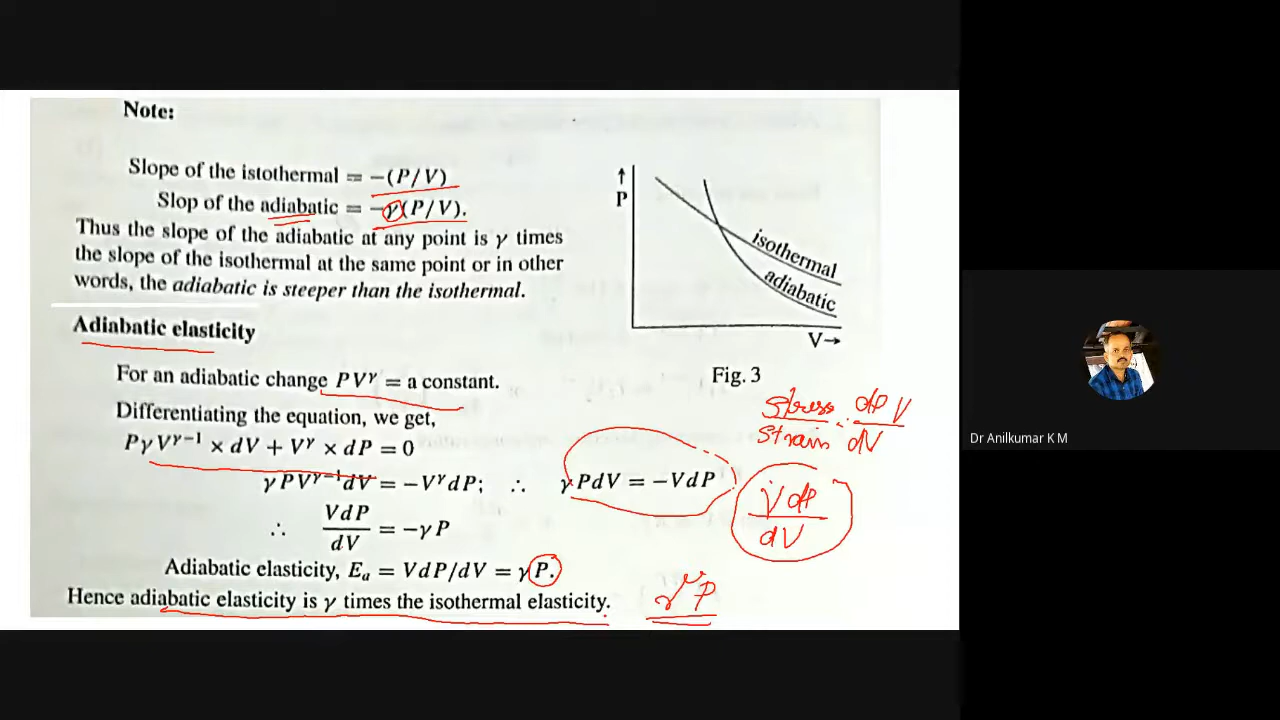 Note:
Slope of the istothermal = −(P/V)
Slop of the adiabatic = −γ(P/V).
Thus the slope of the adiabatic at any point is γ times
the slope of the isothermal at the same point or in other
words, the adiabatic is steeper than the isothermal.
↑
P
isothermal
adiabatic
V→
Fig. 3
Adiabatic elasticity
For an adiabatic change PV^γ = a constant.
Differentiating the equation, we get,
PγV^γ−1 × dV + V^γ × dP = 0
γPV^γ−1dV = −V^γdP; ∴ γPdV = −VdP
∴ VdP/dV = −γP
Adiabatic elasticity, E_a = VdP/dV = γP.
Hence adiabatic elasticity is γ times the isothermal elasticity.
stress
strain
dP V
dV
V dP
dV
γP
Dr Anilkumar K M